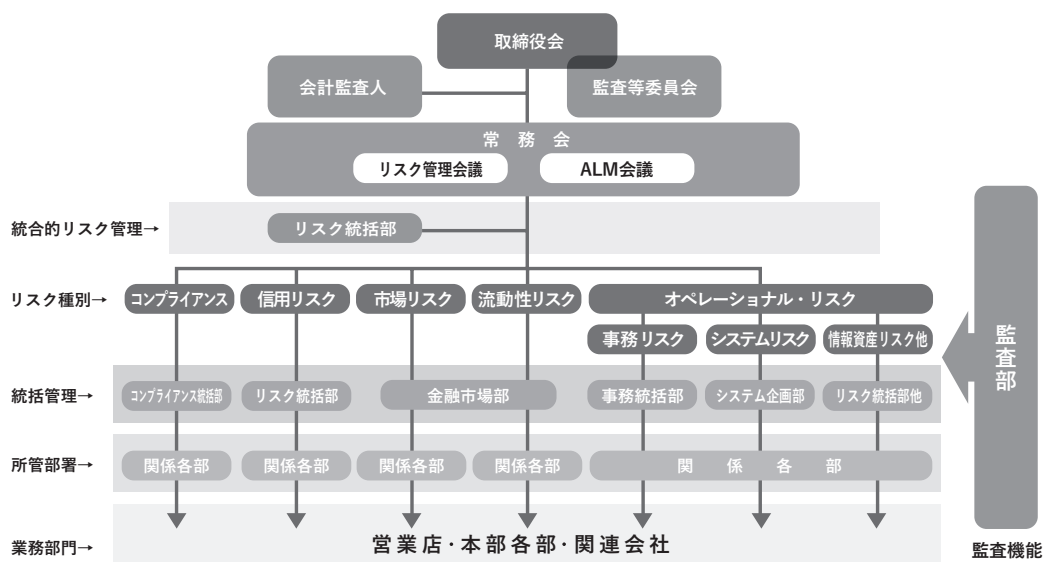 取締役会
会計監査人
監査等委員会
常務会
リスク管理会議
ALM会議
統合的リスク管理→
リスク統括部
リスク種別→
コンプライアンス
信用リスク
市場リスク
流動性リスク
オペレーショナル・リスク
事務リスク
システムリスク
情報資産リスク他
統括管理→
コンプライアンス統括部
リスク統括部
金融市場部
事務統括部
システム企画部
リスク統括部他
所管部署→
関係各部
関係各部
関係各部
関係各部
関係各部
業務部門→
営業店・本部各部・関連会社
監査部
監査機能